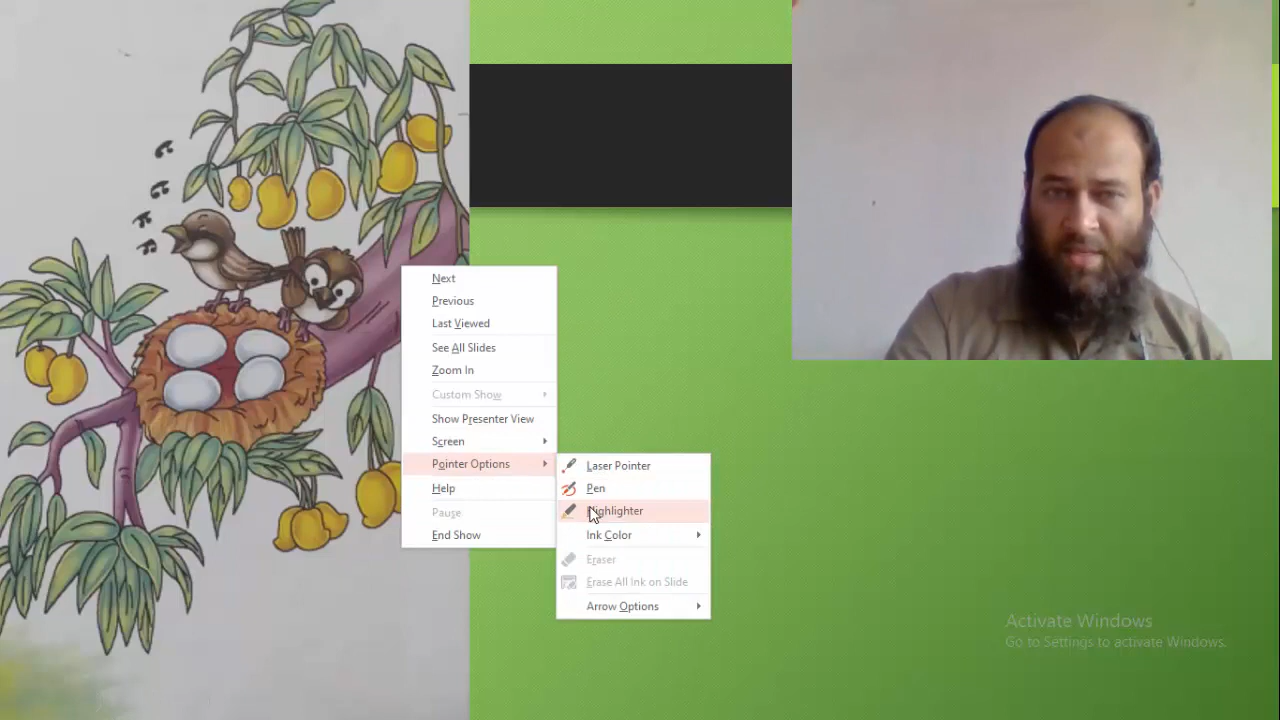 Next
Previous
Last Viewed
See All Slides
Zoom In
Custom Show
Show Presenter View
Screen
Pointer Options
Help
Pause
End Show
Laser Pointer
Pen
Highlighter
Ink Color
Eraser
Erase All Ink on Slide
Arrow Options
Activate Windows
Go to Settings to activate Windows.